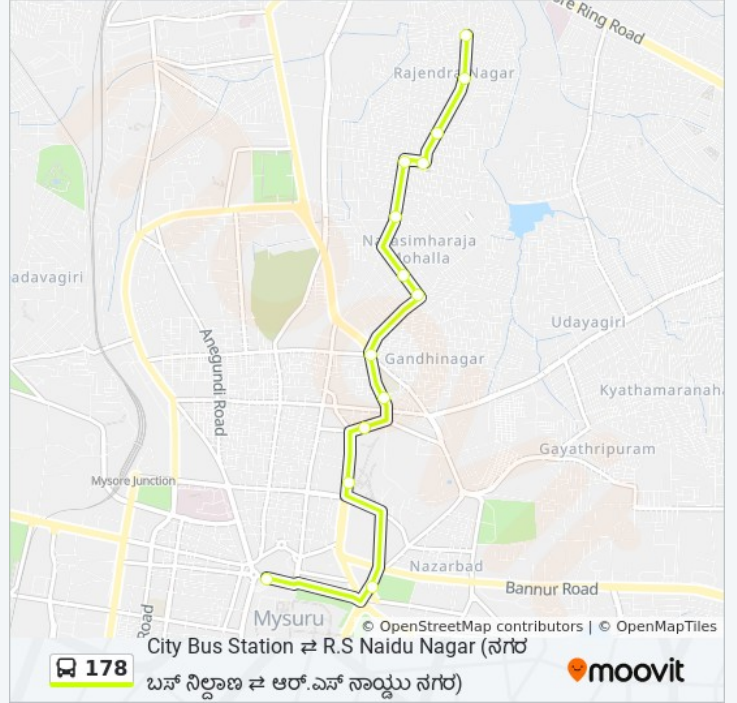 ore Ring Road
Rajendra Nagar
Narasimharaja
Mohalla
adavagiri
Udayagiri
Anegundi Road
Gandhinagar
Kyathamaranaha
Gayathripuram
Mysore Junction
Nazarbad
Bannur Road
Mysuru
Road
© OpenStreetMap contributors | © OpenMapTiles
178
City Bus Station ⇄ R.S Naidu Nagar (ನಗರ
ಬಸ್ ನಿಲ್ದಾಣ ⇄ ಆರ್.ಎಸ್ ನಾಯ್ಡು ನಗರ)
moovit